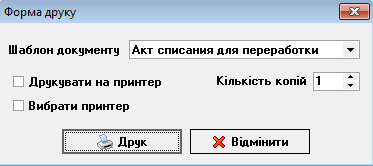 Форма друку
Шаблон документу Акт списания для переработки
Друкувати на принтер Кількість копій 1
Вибрати принтер
Друк Відмінити